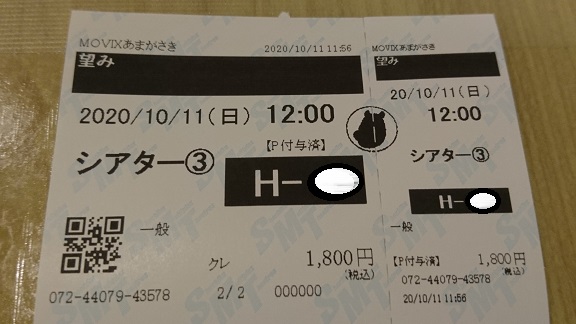 MOVIXあまがさき 2020/10/11 11:56
望み
2020/10/11(日) 12:00
【P付与済】
シアター③
H-
一般
クレ 1,800円
(税込)
072-44079-43578 2/2 000000
MOVIXあまがさき
望み
20/10/11(日)
12:00
シアター③
H-
一般
【P付与済】 1,800円
(税込)
072-44079-43578
20/10/11 11:56
SMT